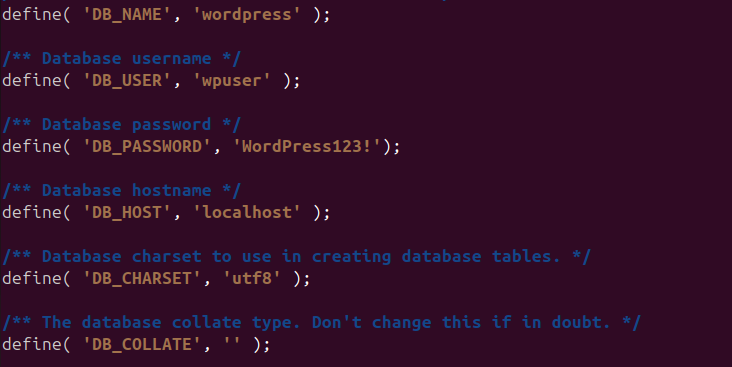 define( 'DB_NAME', 'wordpress' );
/** Database username */
define( 'DB_USER', 'wpuser' );
/** Database password */
define( 'DB_PASSWORD', 'WordPress123!');
/** Database hostname */
define( 'DB_HOST', 'localhost' );
/** Database charset to use in creating database tables. */
define( 'DB_CHARSET', 'utf8' );
/** The database collate type. Don't change this if in doubt. */
define( 'DB_COLLATE', '' );